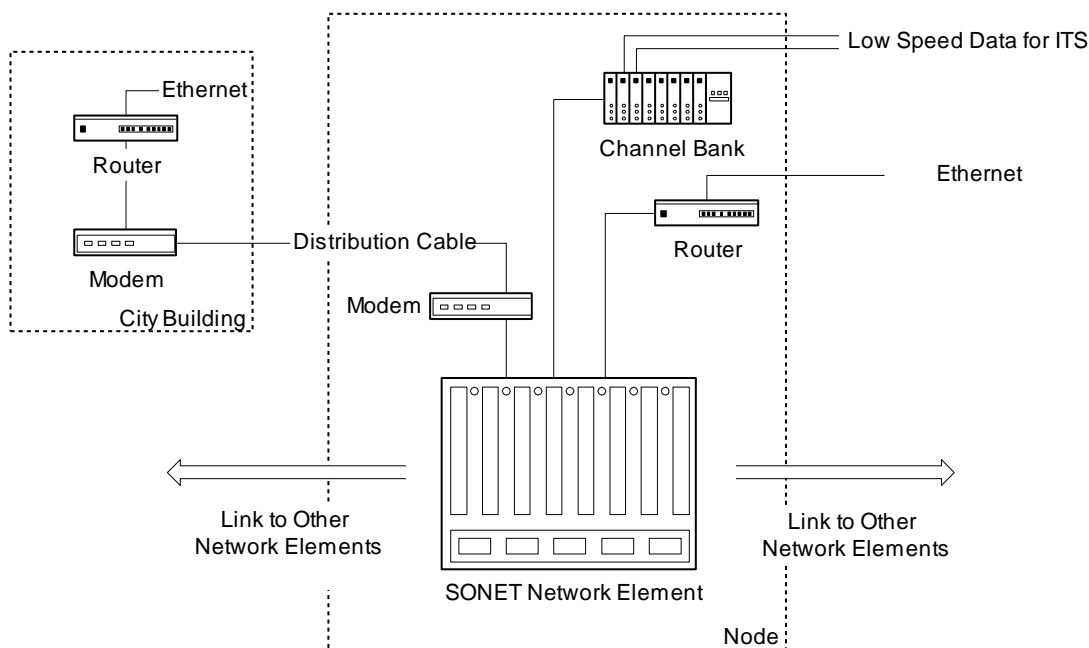 Low Speed Data for ITS
Ethernet
Channel Bank
Router
Ethernet
Router
Distribution Cable
Modem
Modem
City Building
Link to Other
Network Elements
Link to Other
Network Elements
SONET Network Element
Node